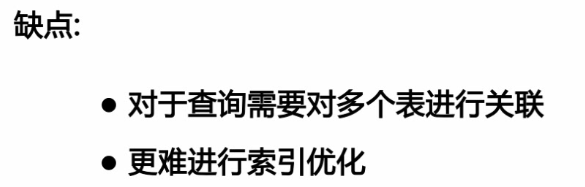 缺点:
• 对于查询需要对多个表进行关联
• 更难进行索引优化